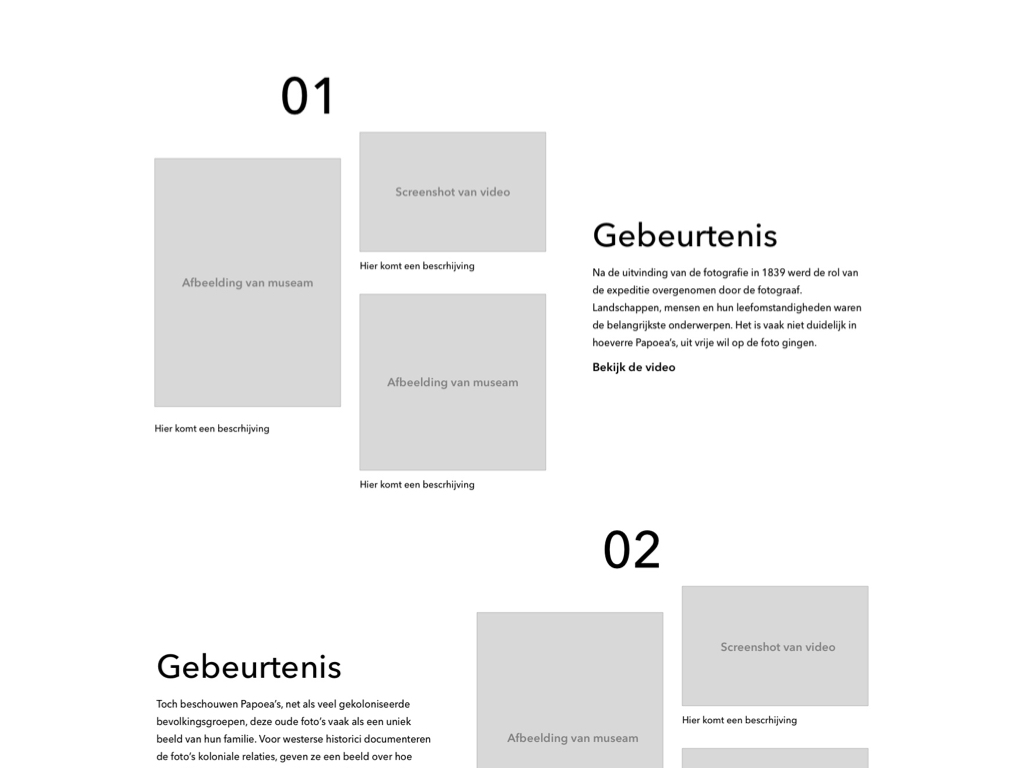 01
Screenshot van video
Hier komt een bescrhijving
Afbeelding van museam
Hier komt een bescrhijving
Afbeelding van museam
Hier komt een bescrhijving
Gebeurtenis
Na de uitvinding van de fotografie in 1839 werd de rol van
de expeditie overgenomen door de fotograaf.
Landschappen, mensen en hun leefomstandigheden waren
de belangrijkste onderwerpen. Het is vaak niet duidelijk in
hoeverre Papoea’s, uit vrije wil op de foto gingen.
Bekijk de video
02
Gebeurtenis
Toch beschouwen Papoea’s, net als veel gekoloniseerde
bevolkingsgroepen, deze oude foto’s vaak als een uniek
beeld van hun familie. Voor westerse historici documenteren
de foto’s koloniale relaties, geven ze een beeld over hoe
Afbeelding van museam
Screenshot van video
Hier komt een bescrhijving